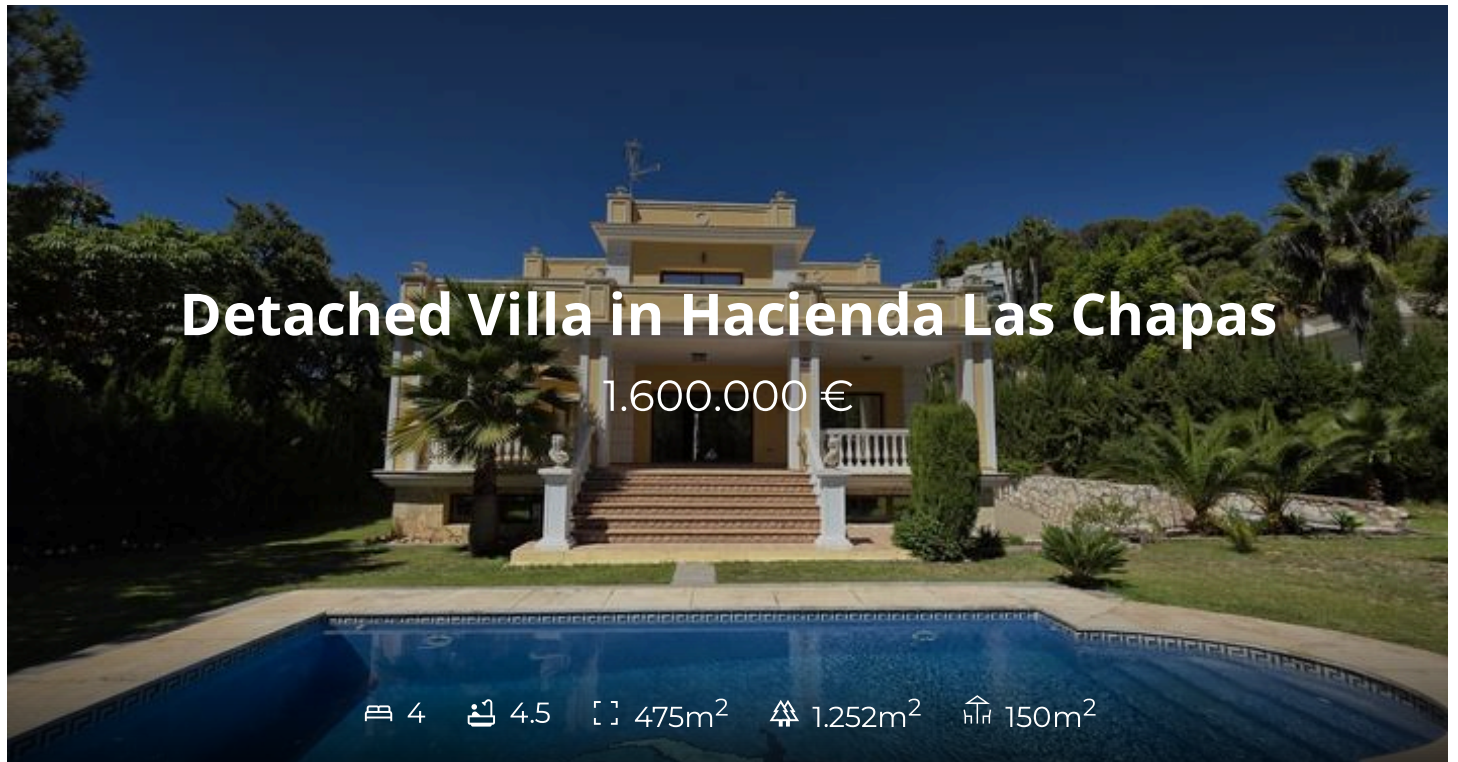 Detached Villa in Hacienda Las Chapas
1.600.000 €
4 4.5 475m² 1.252m² 150m²